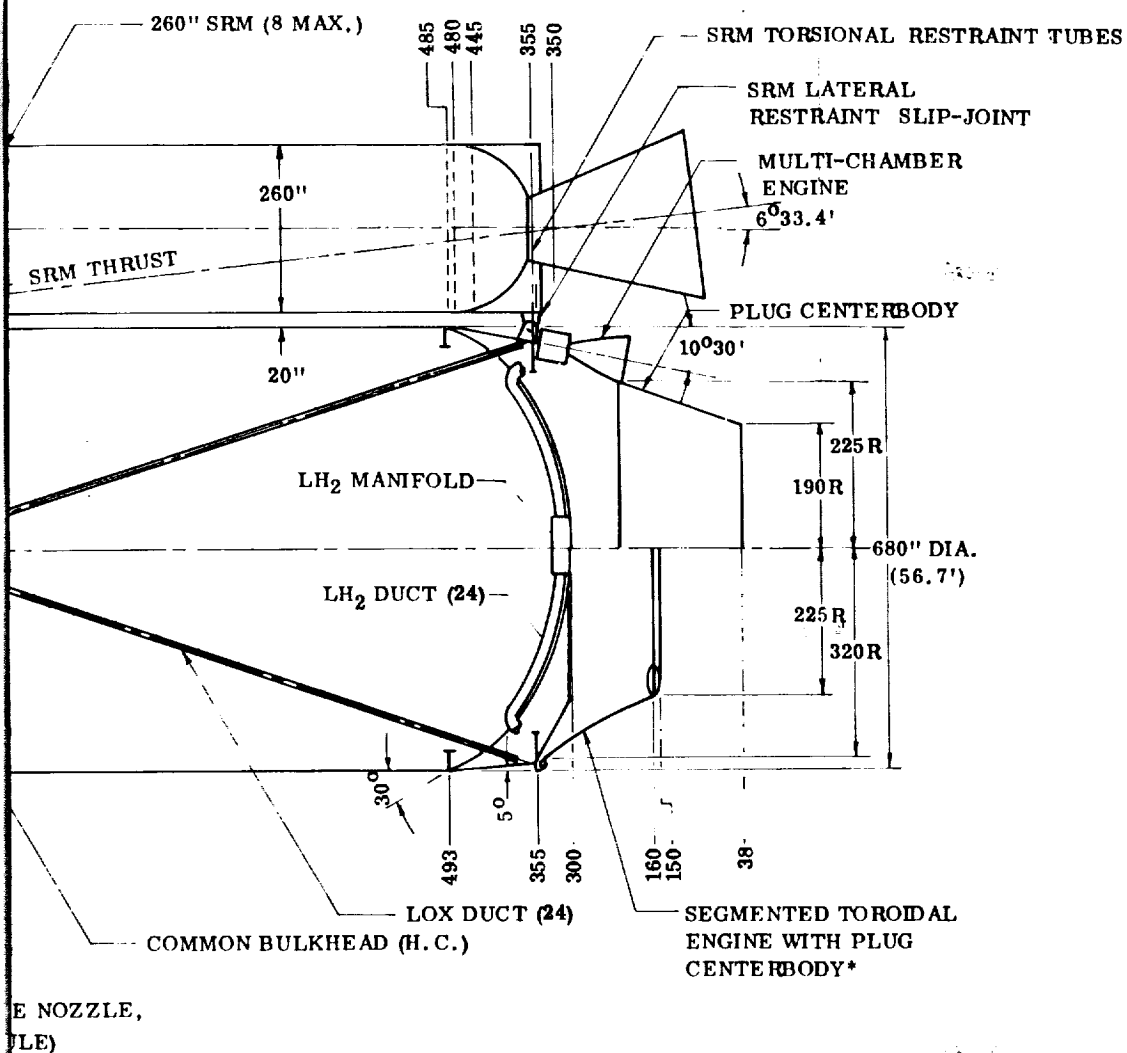 260" SRM (8 MAX.)
485
480
445
355
350
SRM TORSIONAL RESTRAINT TUBES
SRM LATERAL
RESTRAINT SLIP-JOINT
MULTI-CHAMBER
ENGINE
6°33.4'
260"
SRM THRUST
PLUG CENTERBODY
10°30'
20"
225R
190R
LH2 MANIFOLD
680" DIA.
(56.7')
LH2 DUCT (24)
225R
320R
30°
5°
493
355
300
160
150
38
LOX DUCT (24)
COMMON BULKHEAD (H.C.)
SEGMENTED TOROIDAL
ENGINE WITH PLUG
CENTERBODY*
E NOZZLE,